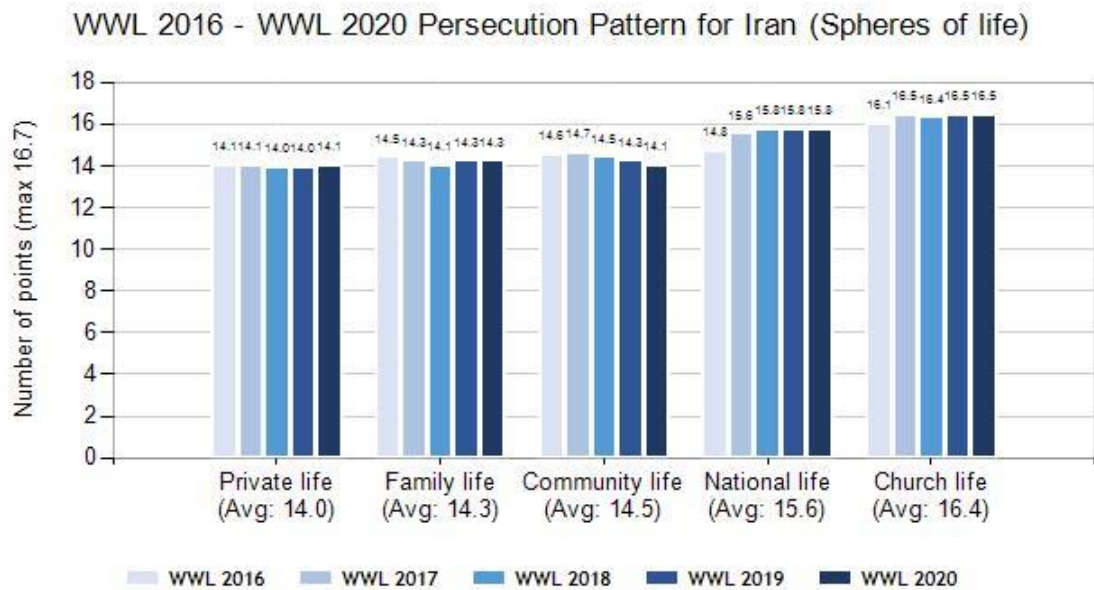 WWL 2016 - WWL 2020 Persecution Pattern for Iran (Spheres of life)
Number of points (max 16.7)
18
16
14
12
10
8
6
4
2
0
14.1 14.1 14.0 14.0 14.1
14.5 14.3 14.1 14.3 14.3
14.6 14.7 14.5 14.3 14.1
14.8 15.6 15.8 15.8 15.8
16.1 16.5 16.4 16.5 16.5
Private life
(Avg: 14.0)
Family life
(Avg: 14.3)
Community life
(Avg: 14.5)
National life
(Avg: 15.6)
Church life
(Avg: 16.4)
WWL 2016 WWL 2017 WWL 2018 WWL 2019 WWL 2020